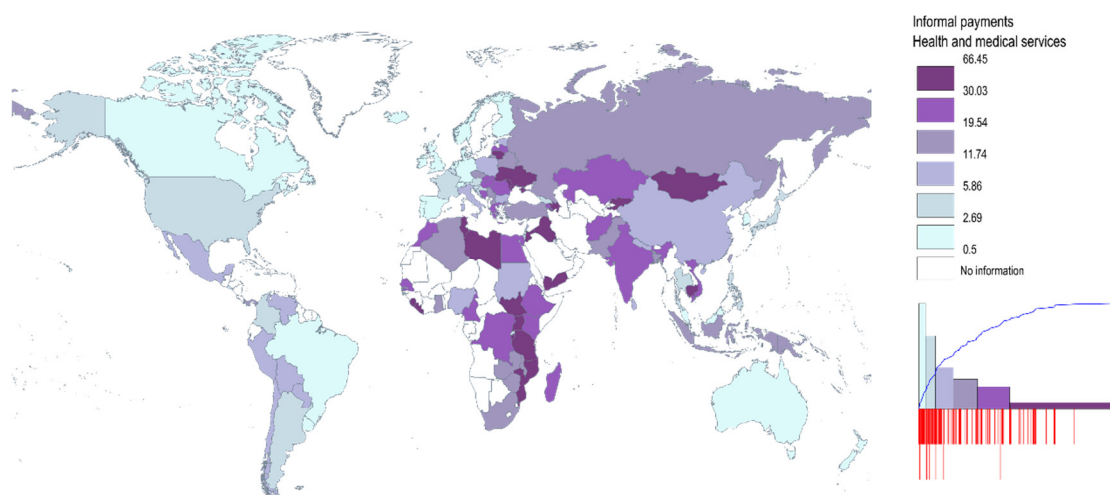 Informal payments
Health and medical services
66.45
30.03
19.54
11.74
5.86
2.69
0.5
No information